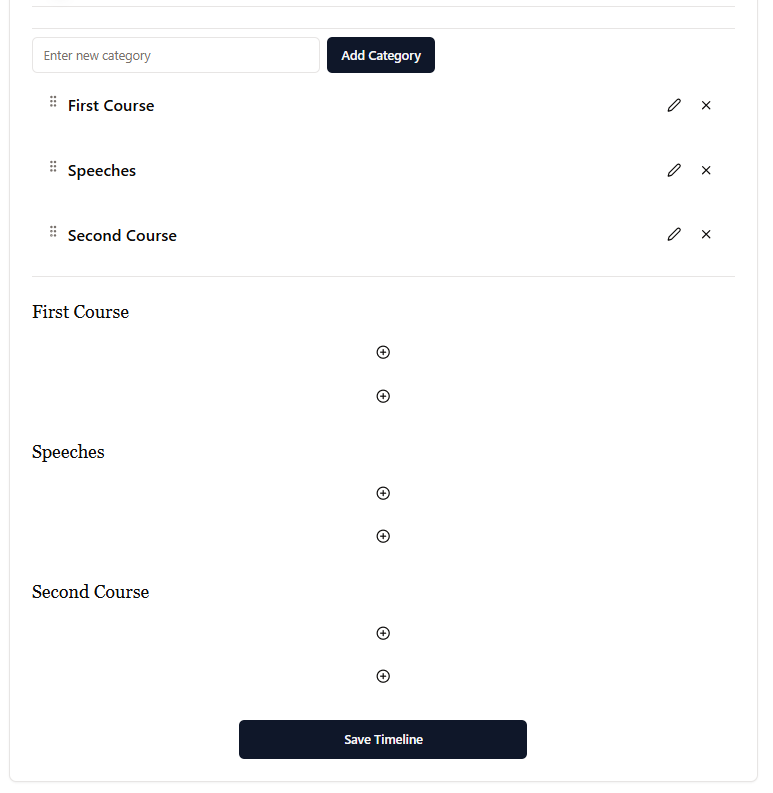 Enter new category
Add Category
First Course
Speeches
Second Course
First Course
Speeches
Second Course
Save Timeline